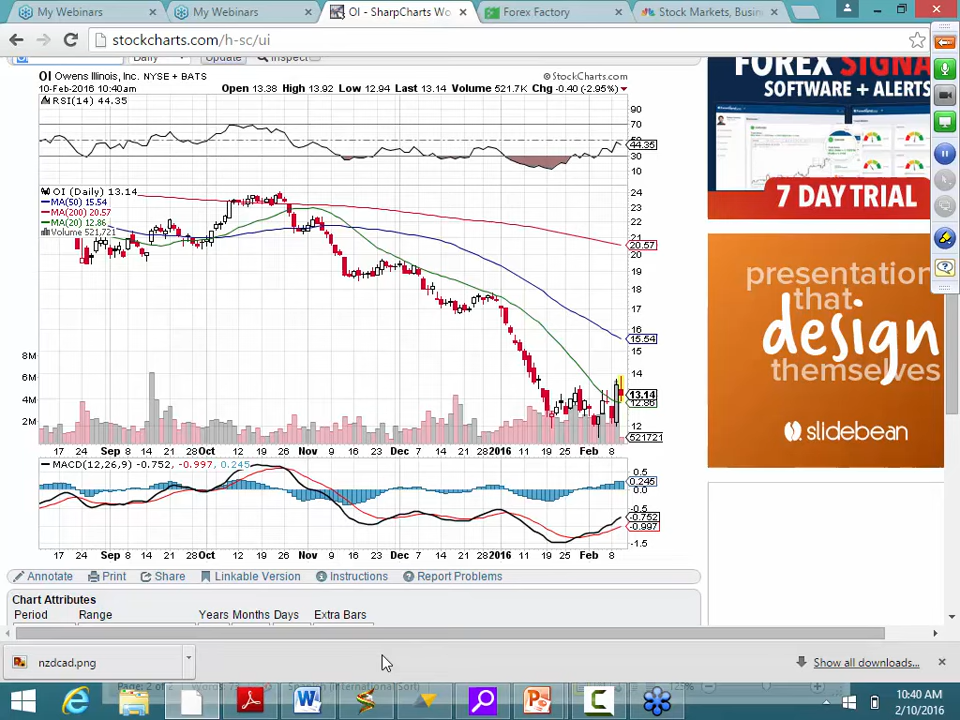 My Webinars
My Webinars
OI - SharpCharts Wo
Forex Factory
Stock Markets, Busin
stockcharts.com/h-sc/ui
Daily
Update
Inspect
OI Owens Illinois, Inc. NYSE + BATS
© StockCharts.com
10-Feb-2016 10:40am
Open 13.38 High 13.92 Low 12.94 Last 13.14 Volume 521.7K Chg -0.40 (-2.95%)
RSI(14) 44.35
90
70
44.35
30
10
OI (Daily) 13.14
MA(50) 15.54
MA(200) 20.57
MA(20) 12.86
Volume 521,721
24
23
22
21
20.57
20
19
18
17
16
15.54
15
14
13.14
12.86
12
521721
8M
6M
4M
2M
17 24 Sep 8 14 21 28 Oct 12 19 26 Nov 9 16 23 Dec 7 14 21 28 2016 11 19 25 Feb 8
MACD(12,26,9) -0.752, -0.997, 0.245
0.5
0.245
0.0
-0.5
-0.752
-0.997
-1.5
17 24 Sep 8 14 21 28 Oct 12 19 26 Nov 9 16 23 Dec 7 14 21 28 2016 11 19 25 Feb 8
Annotate
Print
Share
Linkable Version
Instructions
Report Problems
Chart Attributes
Period
Range
Years Months Days
Extra Bars
FOREX SIGNA
SOFTWARE + ALERTS
7 DAY TRIAL
presentation
that
design
themselves
slidebean
nzdcad.png
Show all downloads...
10:40 AM
2/10/2016